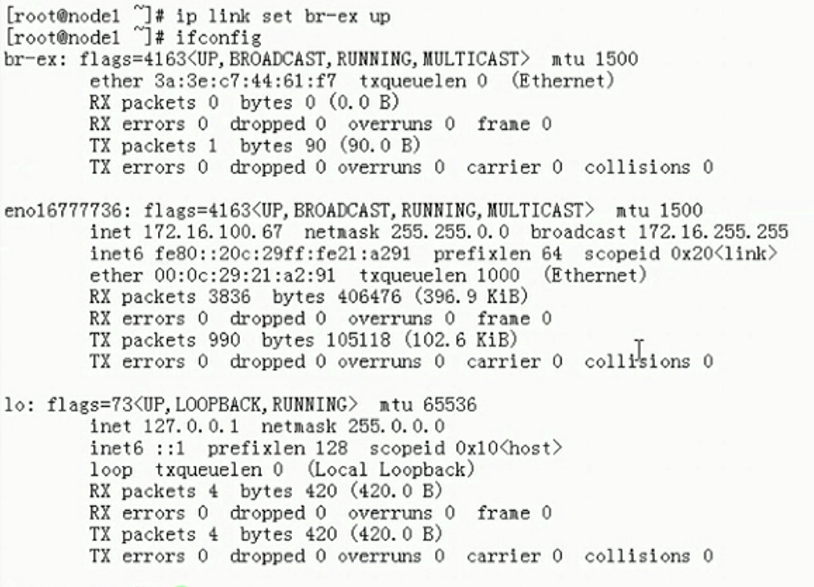 [root@node1 ~]# ip link set br-ex up
[root@node1 ~]# ifconfig
br-ex: flags=4163<UP,BROADCAST,RUNNING,MULTICAST>  mtu 1500
        ether 3a:3e:c7:44:61:f7  txqueuelen 0  (Ethernet)
        RX packets 0  bytes 0 (0.0 B)
        RX errors 0  dropped 0  overruns 0  frame 0
        TX packets 1  bytes 90 (90.0 B)
        TX errors 0  dropped 0 overruns 0  carrier 0  collisions 0

eno16777736: flags=4163<UP,BROADCAST,RUNNING,MULTICAST>  mtu 1500
        inet 172.16.100.67  netmask 255.255.0.0  broadcast 172.16.255.255
        inet6 fe80::20c:29ff:fe21:a291  prefixlen 64  scopeid 0x20<link>
        ether 00:0c:29:21:a2:91  txqueuelen 1000  (Ethernet)
        RX packets 3836  bytes 406476 (396.9 KiB)
        RX errors 0  dropped 0  overruns 0  frame 0
        TX packets 990  bytes 105118 (102.6 KiB)
        TX errors 0  dropped 0 overruns 0  carrier 0  collisions 0

lo: flags=73<UP,LOOPBACK,RUNNING>  mtu 65536
        inet 127.0.0.1  netmask 255.0.0.0
        inet6 ::1  prefixlen 128  scopeid 0x10<host>
        loop  txqueuelen 0  (Local Loopback)
        RX packets 4  bytes 420 (420.0 B)
        RX errors 0  dropped 0  overruns 0  frame 0
        TX packets 4  bytes 420 (420.0 B)
        TX errors 0  dropped 0 overruns 0  carrier 0  collisions 0